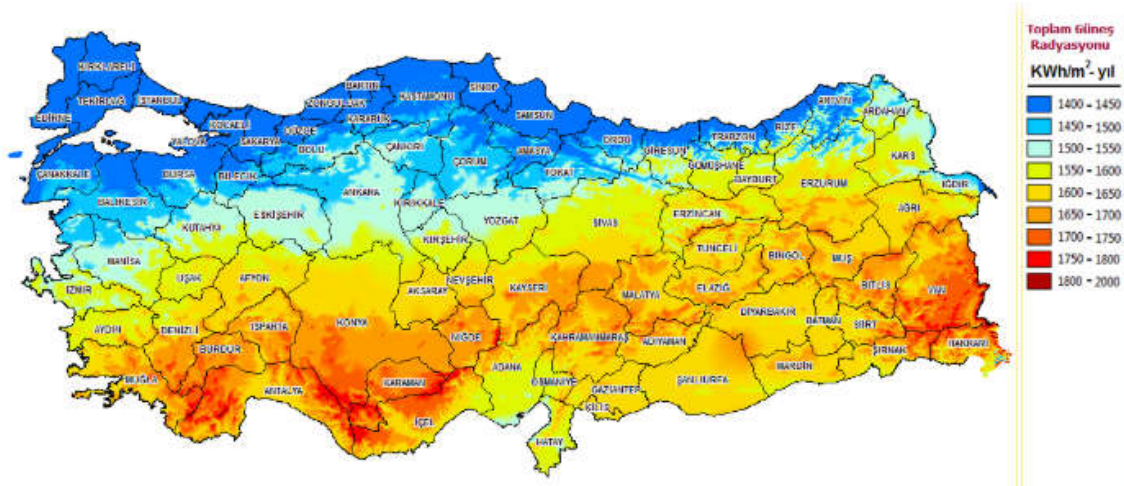 Toplam Güneş
Radyasyonu
KWh/m²- yıl
1400 - 1450
1450 - 1500
1500 - 1550
1550 - 1600
1600 - 1650
1650 - 1700
1700 - 1750
1750 - 1800
1800 - 2000
KIRKLARELİ
TEKİRDAĞ
İSTANBUL
EDİRNE
KOCAELİ
YALOVA
SAKARYA
DÜZCE
ZONGULDAK
BARTIN
KARABÜK
KASTAMONU
SİNOP
SAMSUN
ORDU
GİRESUN
TRABZON
RİZE
ARTVİN
ARDAHAN
ÇANAKKALE
BURSA
BİLECİK
BOLU
ÇANKIRI
ÇORUM
AMASYA
TOKAT
GÜMÜŞHANE
BAYBURT
ERZURUM
KARS
IĞDIR
BALIKESİR
KÜTAHYA
ESKİŞEHİR
ANKARA
KIRIKKALE
YOZGAT
SİVAS
ERZİNCAN
AĞRI
MANİSA
UŞAK
AFYON
KIRŞEHİR
NEVŞEHİR
AKSARAY
KAYSERİ
MALATYA
TUNCELİ
ELAZIĞ
BİNGÖL
MUŞ
BİTLİS
VAN
İZMİR
AYDIN
DENİZLİ
ISPARTA
BURDUR
KONYA
NİĞDE
KAHRAMANMARAŞ
ADIYAMAN
DİYARBAKIR
BATMAN
SİİRT
ŞIRNAK
HAKKARİ
MUĞLA
ANTALYA
KARAMAN
İÇEL
ADANA
OSMANİYE
GAZİANTEP
KİLİS
ŞANLIURFA
MARDİN
HATAY